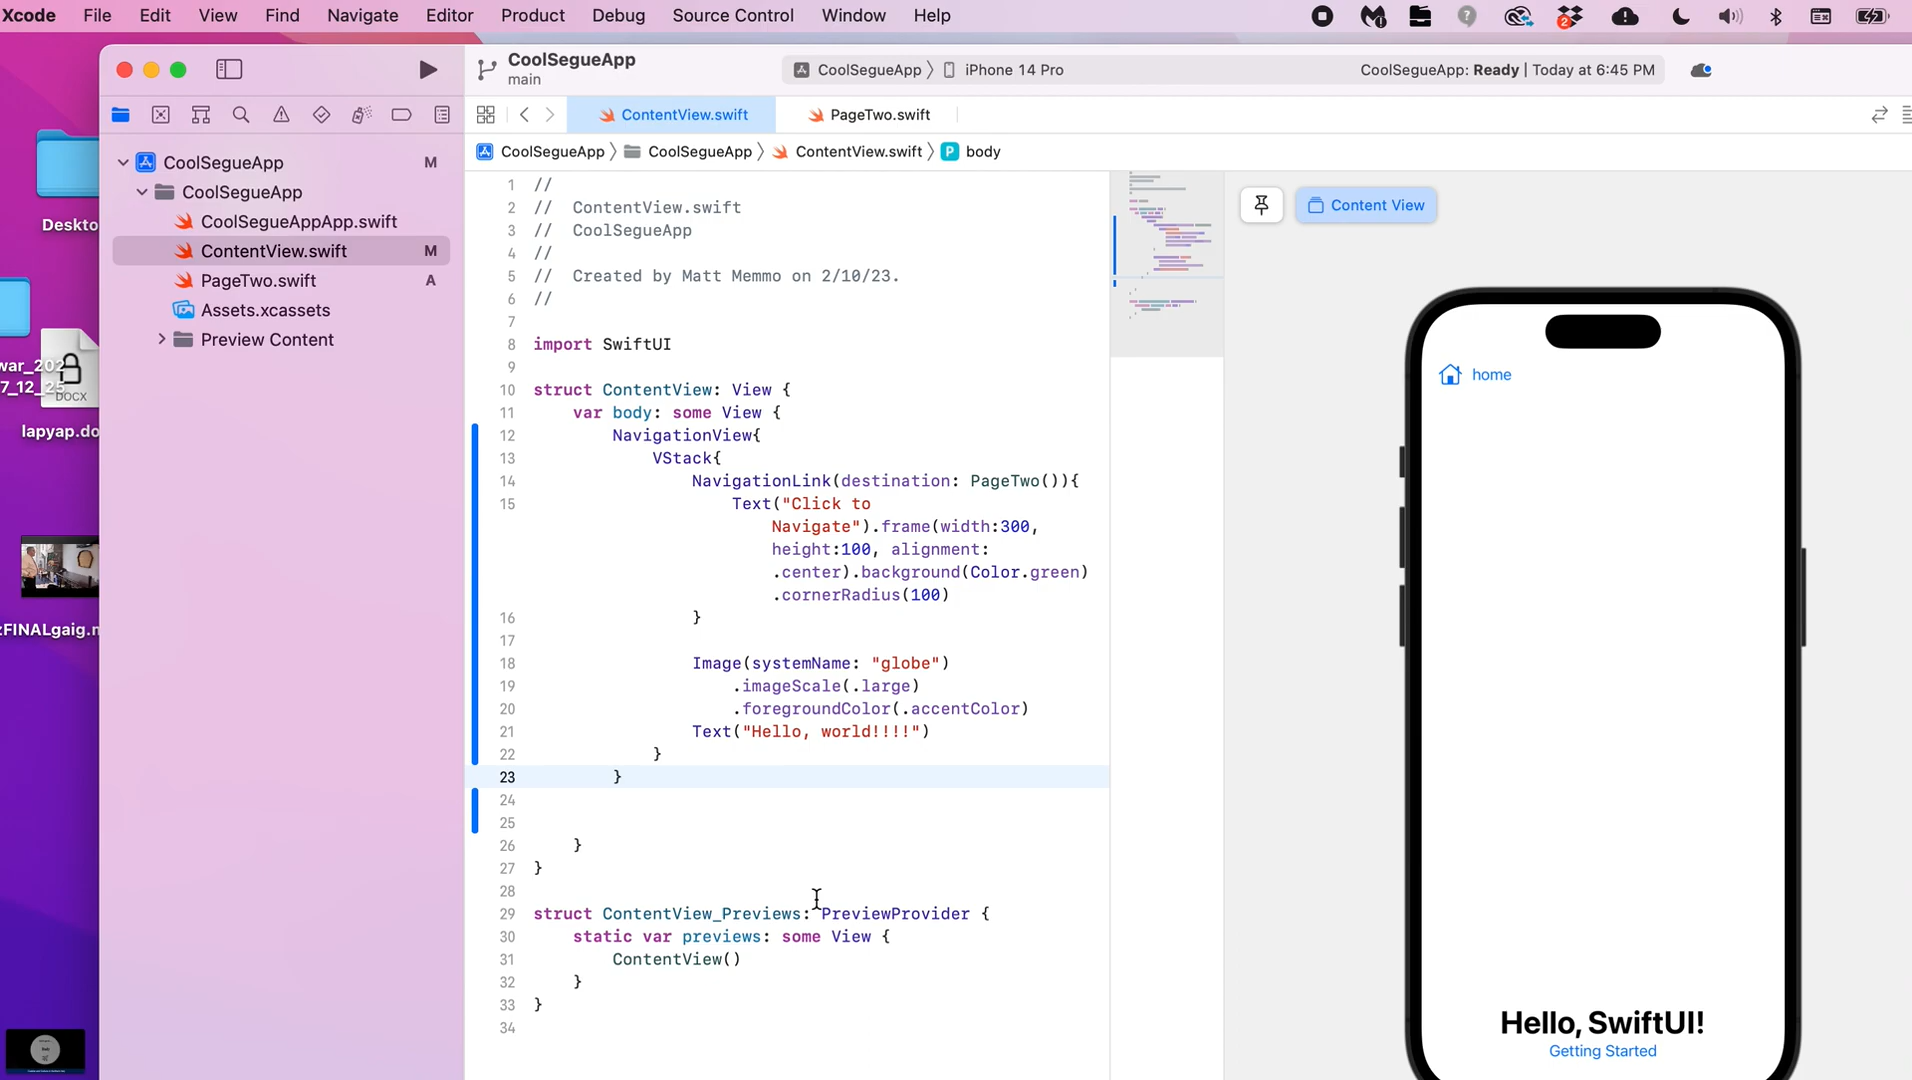 Xcode File Edit View Find Navigate Editor Product Debug Source Control Window Help
2
CoolSegueApp
main
CoolSegueApp 〉 iPhone 14 Pro
CoolSegueApp: Ready | Today at 6:45 PM
ContentView.swift
PageTwo.swift
CoolSegueApp 〉 CoolSegueApp 〉 ContentView.swift 〉 P body
CoolSegueApp M
CoolSegueApp
CoolSegueAppApp.swift
ContentView.swift M
PageTwo.swift A
Assets.xcassets
Preview Content
Deskto
war_202
7_12_25
DOCX
lapyap.do
zFINALgaig.m
1 //
2 // ContentView.swift
3 // CoolSegueApp
4 //
5 // Created by Matt Memmo on 2/10/23.
6 //
7
8 import SwiftUI
9
10 struct ContentView: View {
11 var body: some View {
12 NavigationView{
13 VStack{
14 NavigationLink(destination: PageTwo()){
15 Text("Click to
Navigate").frame(width:300,
height:100, alignment:
.center).background(Color.green)
.cornerRadius(100)
16 }
17
18 Image(systemName: "globe")
19 .imageScale(.large)
20 .foregroundColor(.accentColor)
21 Text("Hello, world!!!!")
22 }
23 }
24
25
26 }
27 }
28
29 struct ContentView_Previews: PreviewProvider {
30 static var previews: some View {
31 ContentView()
32 }
33 }
34
Content View
home
Hello, SwiftUI!
Getting Started